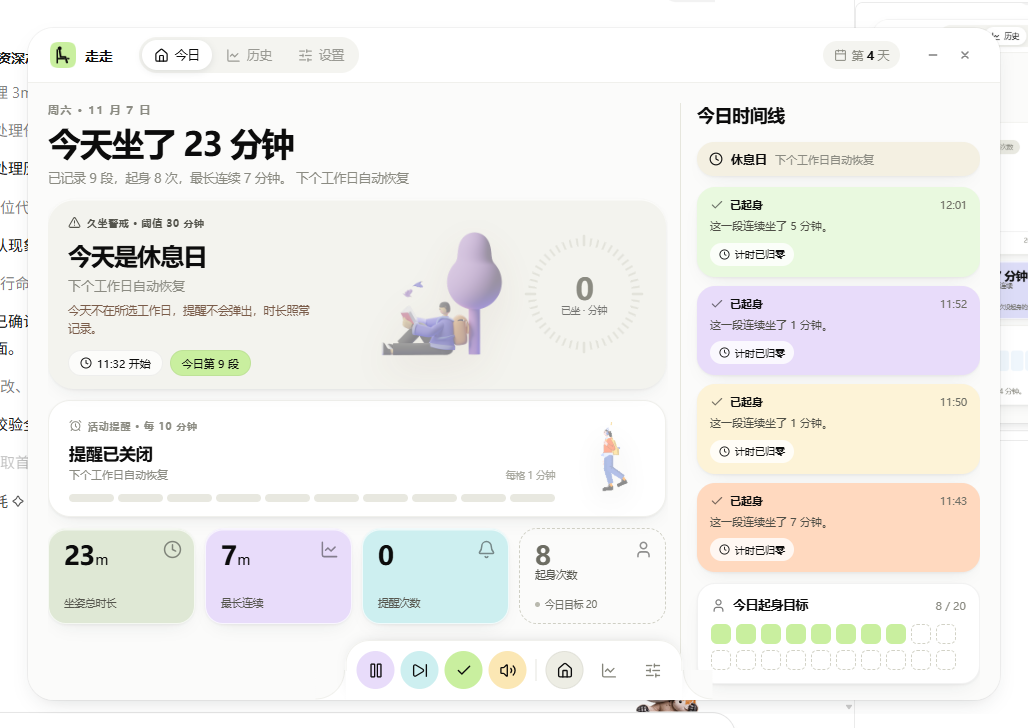 走走
今日
历史
设置
第 4 天
周六 • 11 月 7 日
今天坐了 23 分钟
已记录 9 段，起身 8 次，最长连续 7 分钟。 下个工作日自动恢复
久坐警戒 • 阈值 30 分钟
今天是休息日
下个工作日自动恢复
今天不在所选工作日，提醒不会弹出，时长照常
记录。
11:32 开始
今日第 9 段
0
已坐 · 分钟
活动提醒 • 每 10 分钟
提醒已关闭
下个工作日自动恢复
每格 1 分钟
23m
坐姿总时长
7m
最长连续
0
提醒次数
8
起身次数
今日目标 20
今日时间线
休息日 下个工作日自动恢复
已起身 12:01
这一段连续坐了 5 分钟。
计时已归零
已起身 11:52
这一段连续坐了 1 分钟。
计时已归零
已起身 11:50
这一段连续坐了 1 分钟。
计时已归零
已起身 11:43
这一段连续坐了 7 分钟。
计时已归零
今日起身目标 8 / 20
历史